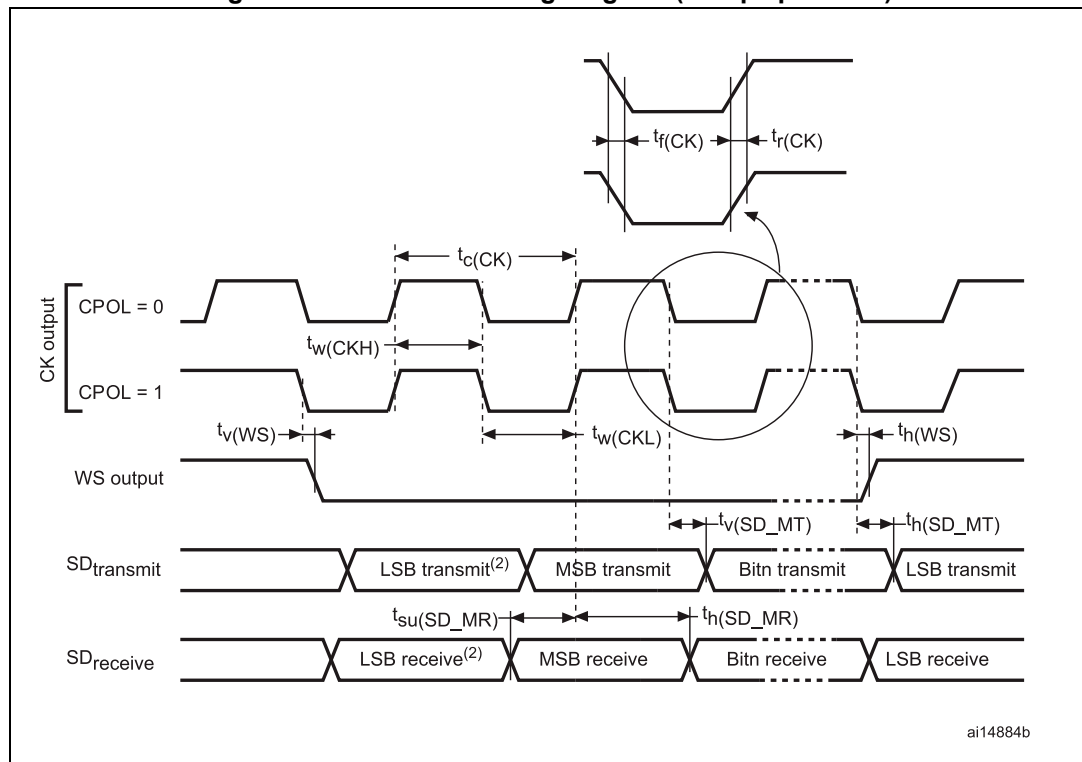 tf(CK)
tr(CK)
tc(CK)
CK output
CPOL = 0
tw(CKH)
CPOL = 1
tv(WS)
tw(CKL)
th(WS)
WS output
tv(SD_MT)
th(SD_MT)
SDtransmit
LSB transmit(2)
MSB transmit
Bitn transmit
LSB transmit
tsu(SD_MR)
th(SD_MR)
SDreceive
LSB receive(2)
MSB receive
Bitn receive
LSB receive
ai14884b